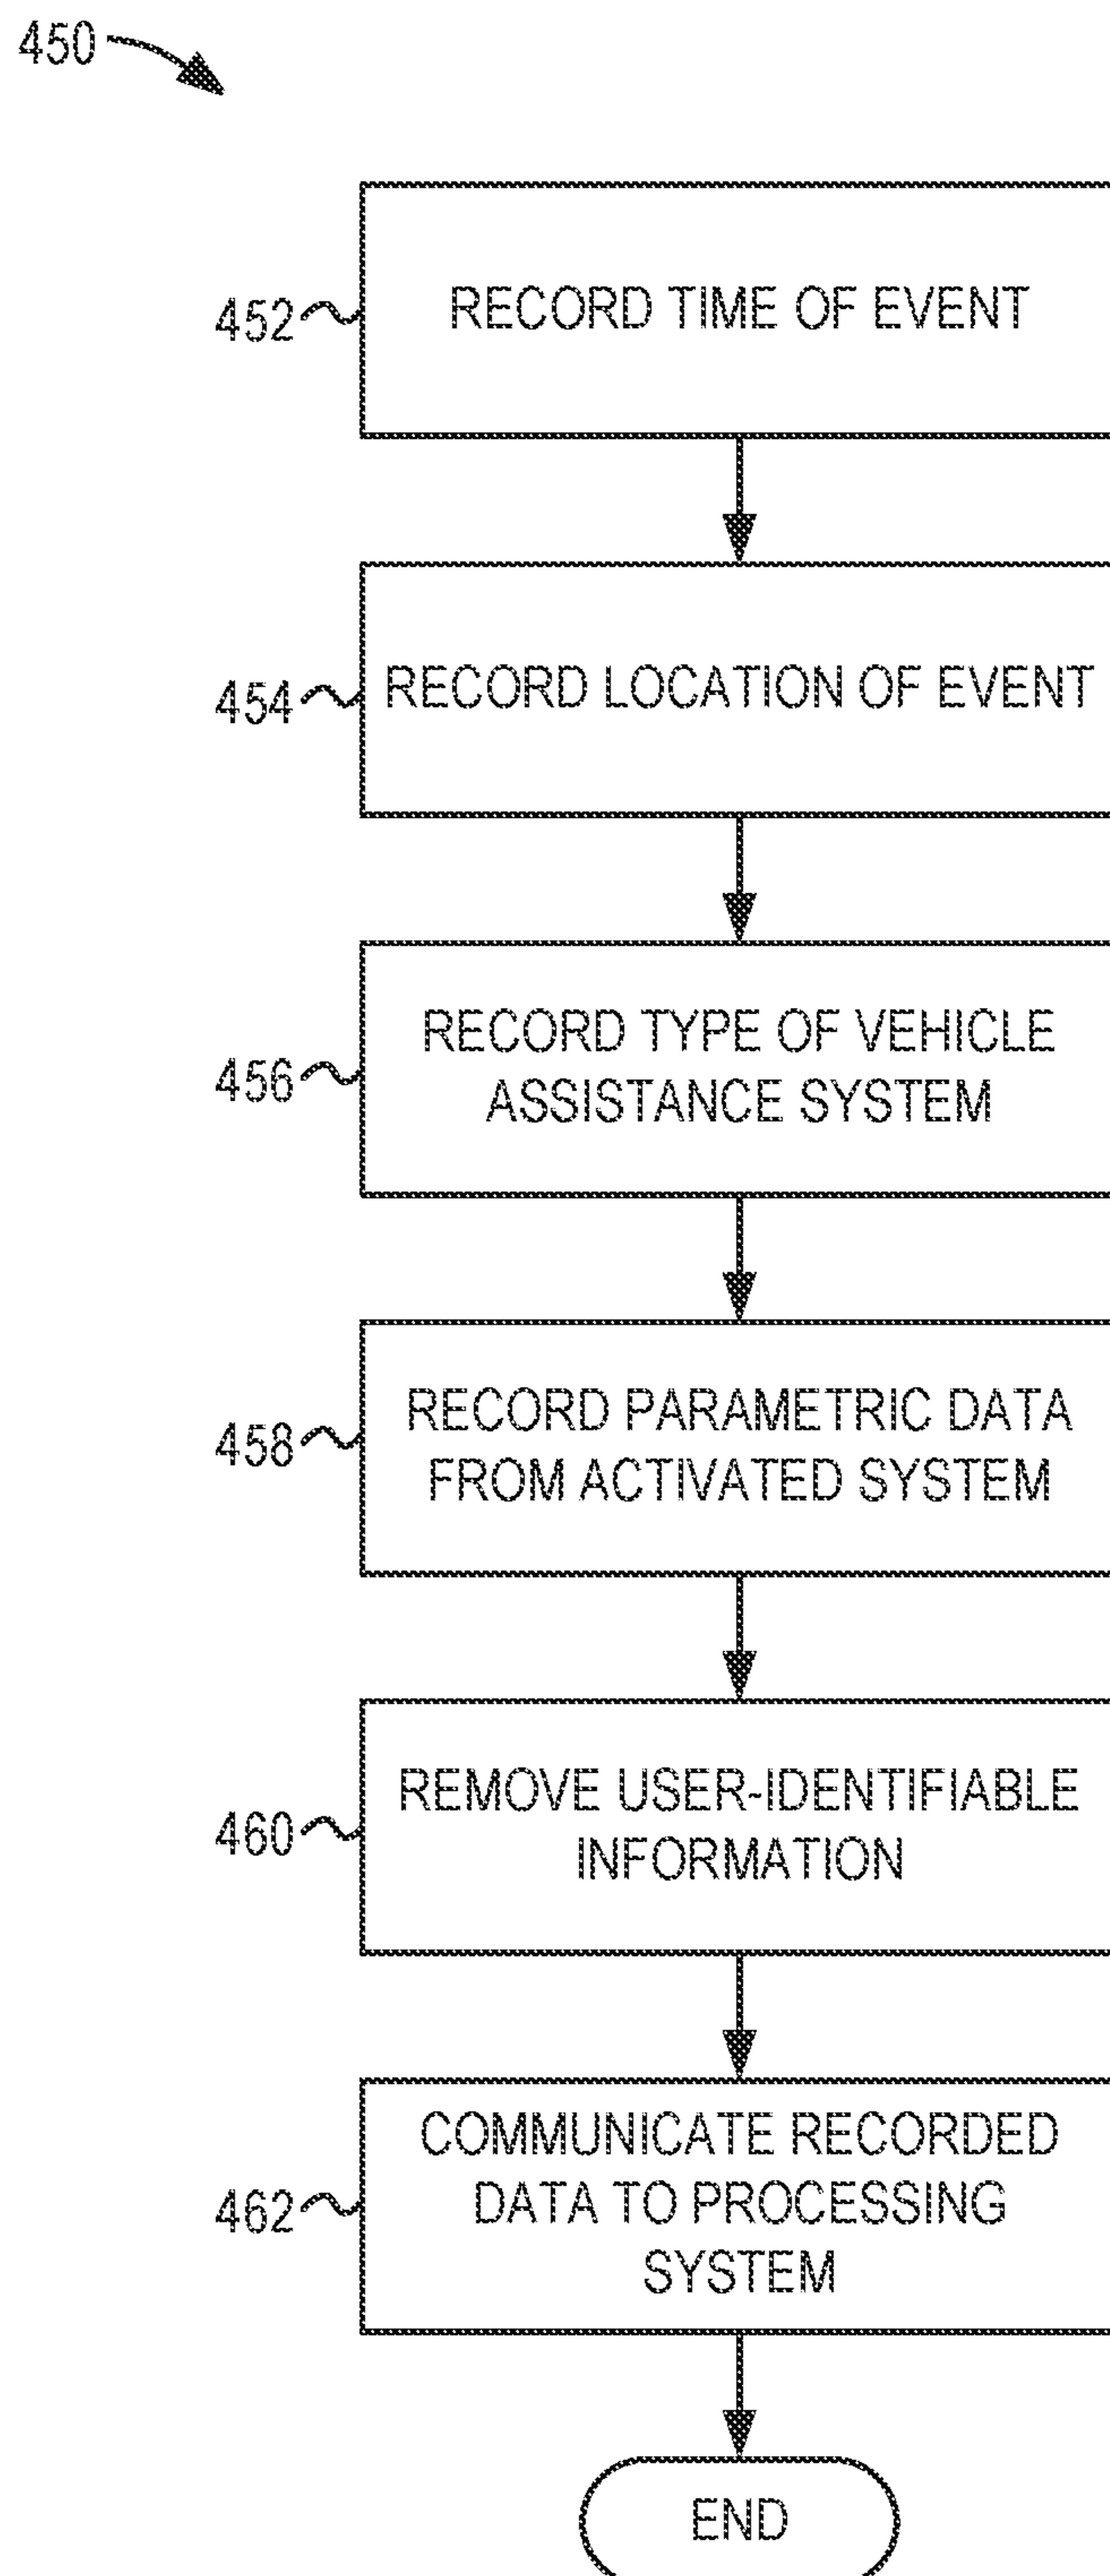 450
452
RECORD TIME OF EVENT
454
RECORD LOCATION OF EVENT
456
RECORD TYPE OF VEHICLE
ASSISTANCE SYSTEM
458
RECORD PARAMETRIC DATA
FROM ACTIVATED SYSTEM
460
REMOVE USER-IDENTIFIABLE
INFORMATION
462
COMMUNICATE RECORDED
DATA TO PROCESSING
SYSTEM
END